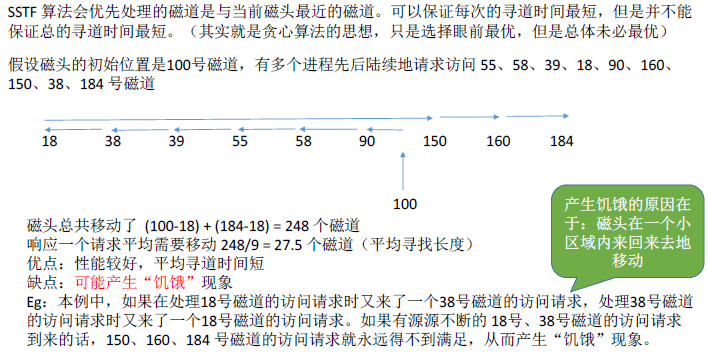 SSTF 算法会优先处理的磁道是与当前磁头最近的磁道。可以保证每次的寻道时间最短，但是并不能
保证总的寻道时间最短。（其实就是贪心算法的思想，只是选择眼前最优，但是总体未必最优）
假设磁头的初始位置是100号磁道，有多个进程先后陆续地请求访问 55、58、39、18、90、160、
150、38、184 号磁道
18 38 39 55 58 90 150 160 184
100
磁头总共移动了 (100-18) + (184-18) = 248 个磁道
响应一个请求平均需要移动 248/9 = 27.5 个磁道（平均寻找长度）
优点：性能较好，平均寻道时间短
缺点：可能产生“饥饿”现象
Eg：本例中，如果在处理18号磁道的访问请求时又来了一个38号磁道的访问请求，处理38号磁道
的访问请求时又来了一个18号磁道的访问请求。如果有源源不断的 18号、38号磁道的访问请求
到来的话，150、160、184 号磁道的访问请求就永远得不到满足，从而产生“饥饿”现象。
产生饥饿的原因在
于：磁头在一个小
区域内来回来去地
移动